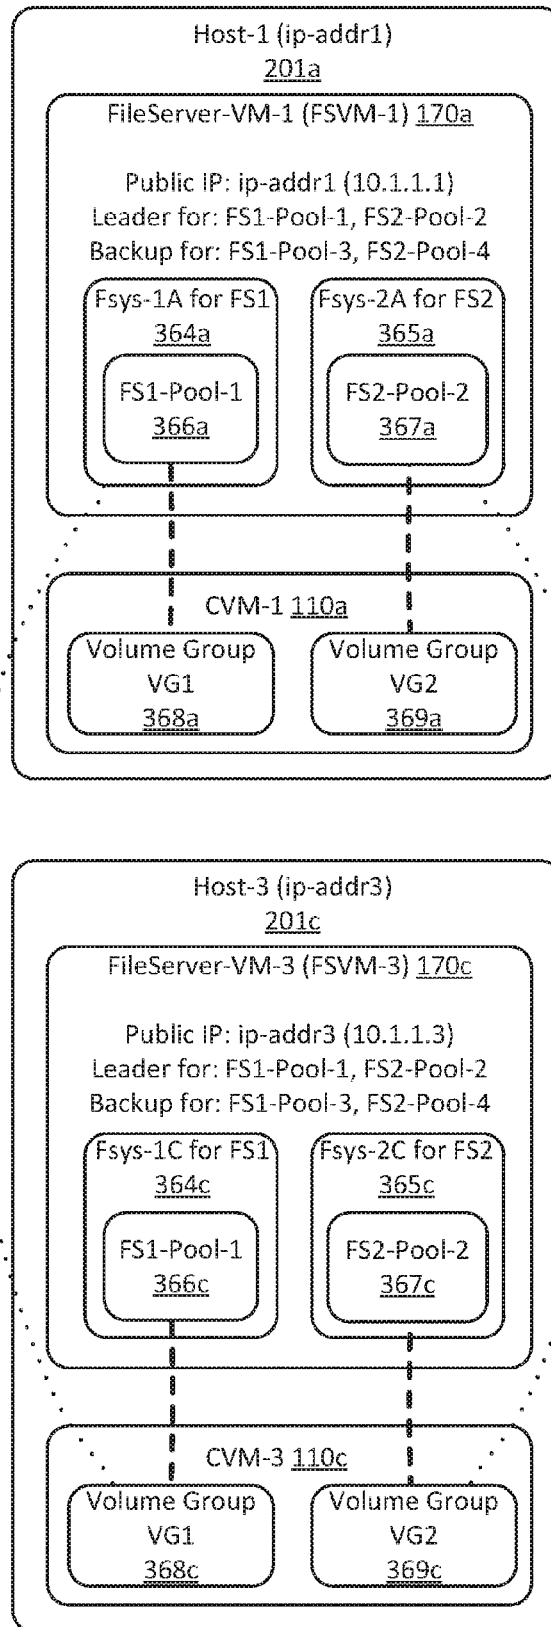 Host-1 (ip-addr1)
201a
FileServer-VM-1 (FSVM-1) 170a
Public IP: ip-addr1 (10.1.1.1)
Leader for: FS1-Pool-1, FS2-Pool-2
Backup for: FS1-Pool-3, FS2-Pool-4
Fsys-1A for FS1
364a
FS1-Pool-1
366a
Fsys-2A for FS2
365a
FS2-Pool-2
367a
CVM-1 110a
Volume Group
VG1
368a
Volume Group
VG2
369a
Host-3 (ip-addr3)
201c
FileServer-VM-3 (FSVM-3) 170c
Public IP: ip-addr3 (10.1.1.3)
Leader for: FS1-Pool-1, FS2-Pool-2
Backup for: FS1-Pool-3, FS2-Pool-4
Fsys-1C for FS1
364c
FS1-Pool-1
366c
Fsys-2C for FS2
365c
FS2-Pool-2
367c
CVM-3 110c
Volume Group
VG1
368c
Volume Group
VG2
369c